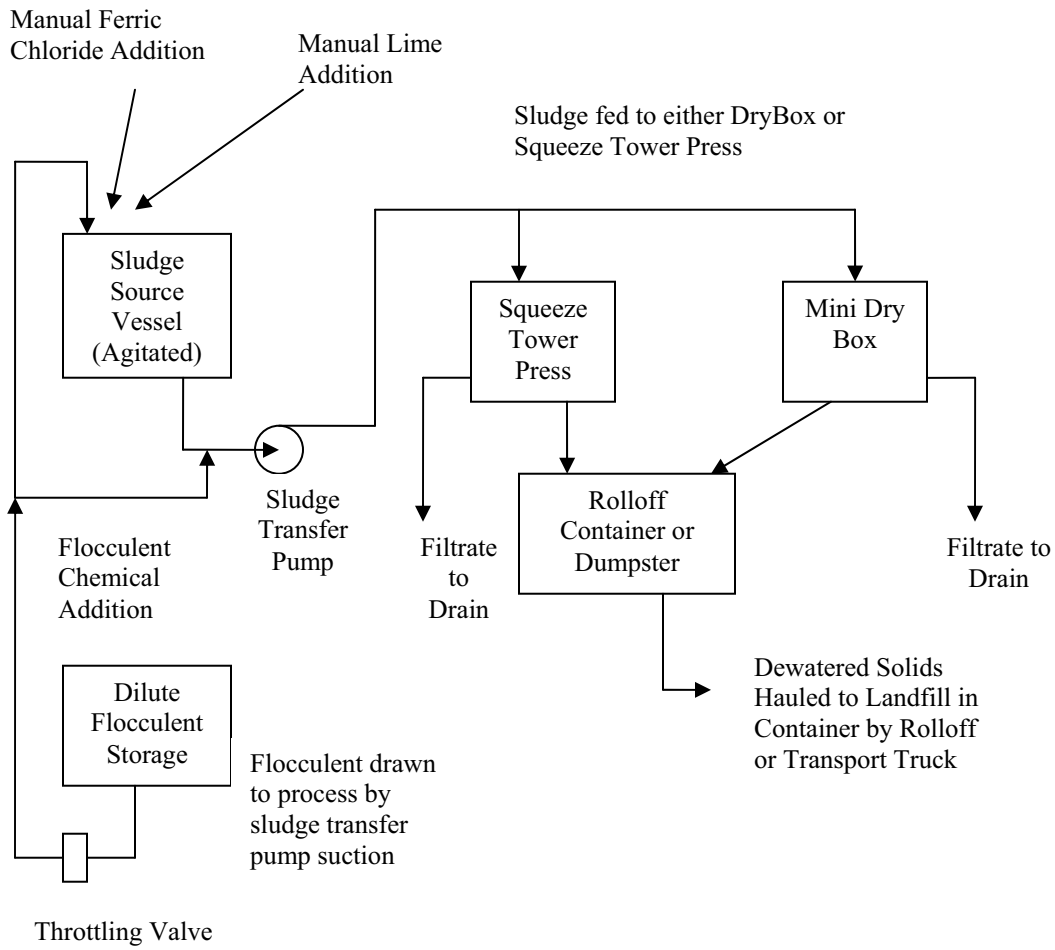 Manual Ferric
Chloride Addition
Manual Lime
Addition
Sludge fed to either DryBox or
Squeeze Tower Press
Sludge
Source
Vessel
(Agitated)
Squeeze
Tower
Press
Mini Dry
Box
Sludge
Transfer
Pump
Rolloff
Container or
Dumpster
Flocculent
Chemical
Addition
Filtrate
to
Drain
Filtrate to
Drain
Dilute
Flocculent
Storage
Dewatered Solids
Hauled to Landfill in
Container by Rolloff
or Transport Truck
Flocculent drawn
to process by
sludge transfer
pump suction
Throttling Valve